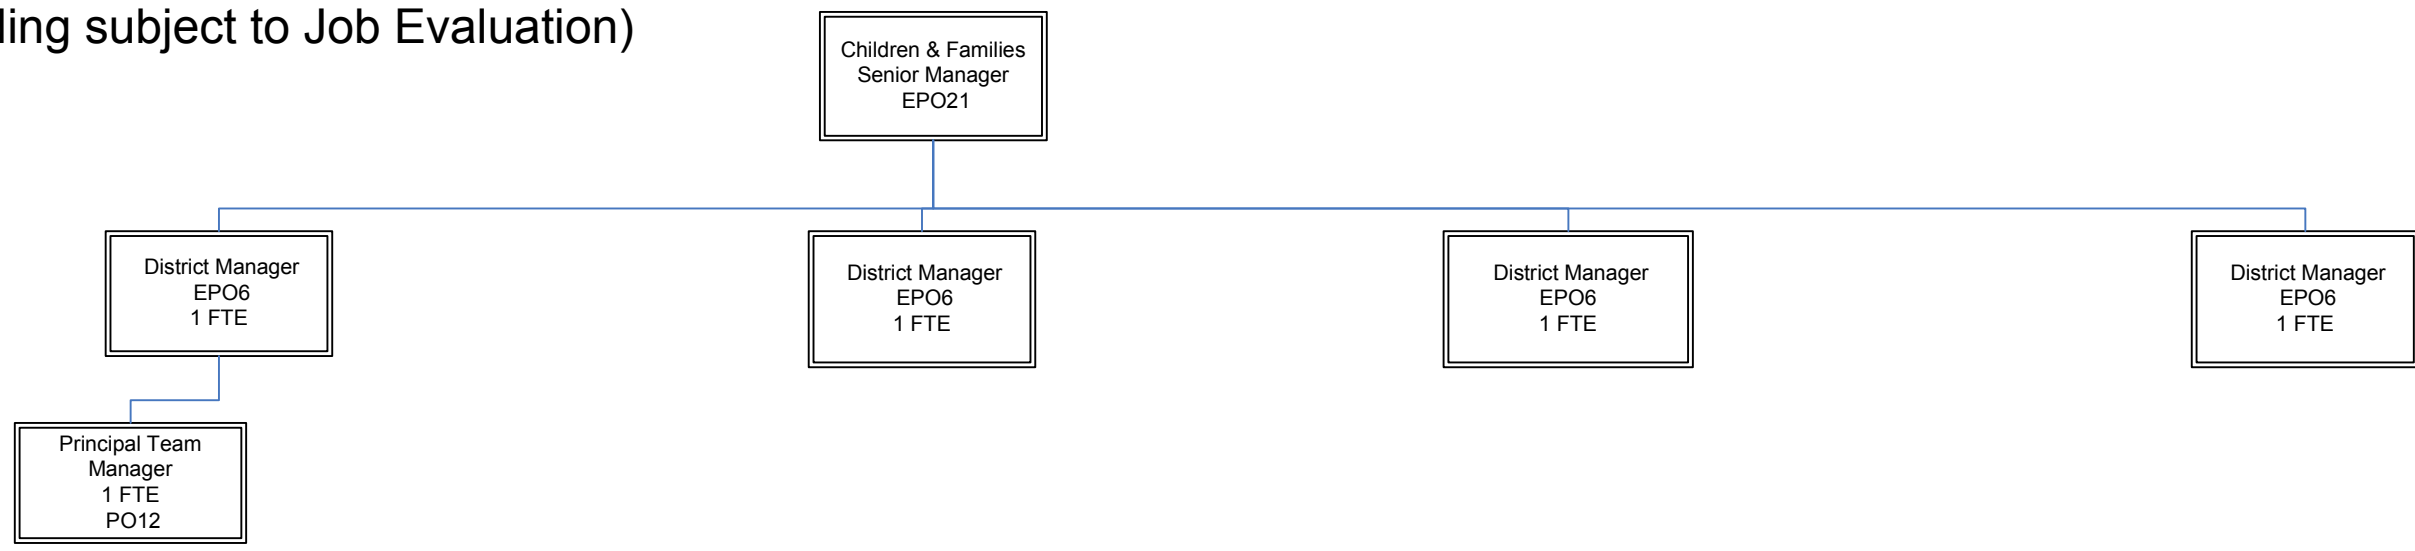 subject to Job Evaluation)
Children & Families
Senior Manager
EPO21
District Manager
EPO6
1 FTE
District Manager
EPO6
1 FTE
District Manager
EPO6
1 FTE
District Manager
EPO6
1 FTE
Principal Team
Manager
1 FTE
PO12